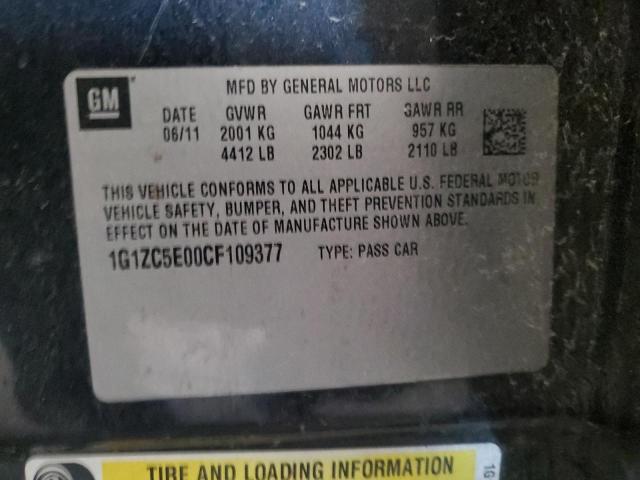 GM
MFD BY GENERAL MOTORS LLC
DATE GVWR GAWR FRT GAWR RR
06/11 2001 KG 1044 KG 957 KG
4412 LB 2302 LB 2110 LB
THIS VEHICLE CONFORMS TO ALL APPLICABLE U.S. FEDERAL MOTOR
VEHICLE SAFETY, BUMPER, AND THEFT PREVENTION STANDARDS IN
EFFECT ON THE DATE OF MANUFACTURE SHOWN ABOVE.
1G1ZC5E00CF109377 TYPE: PASS CAR
TIRE AND LOADING INFORMATION
1G